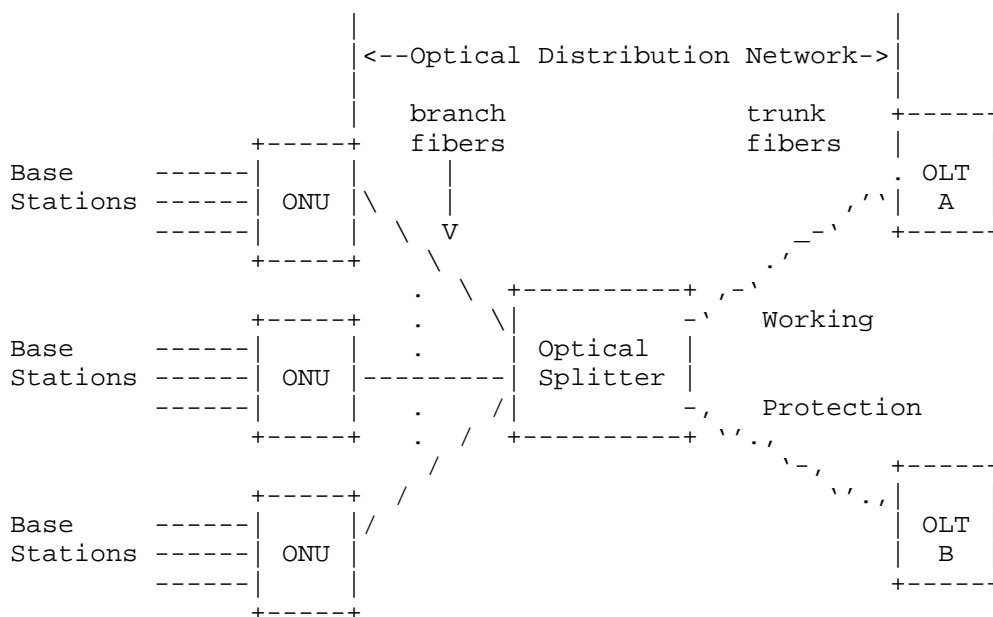 <--Optical Distribution Network->
branch trunk
fibers fibers
Base
Stations ONU OLT
A
V
Working
Base Optical
Stations ONU Splitter
Protection
Base OLT
Stations ONU B